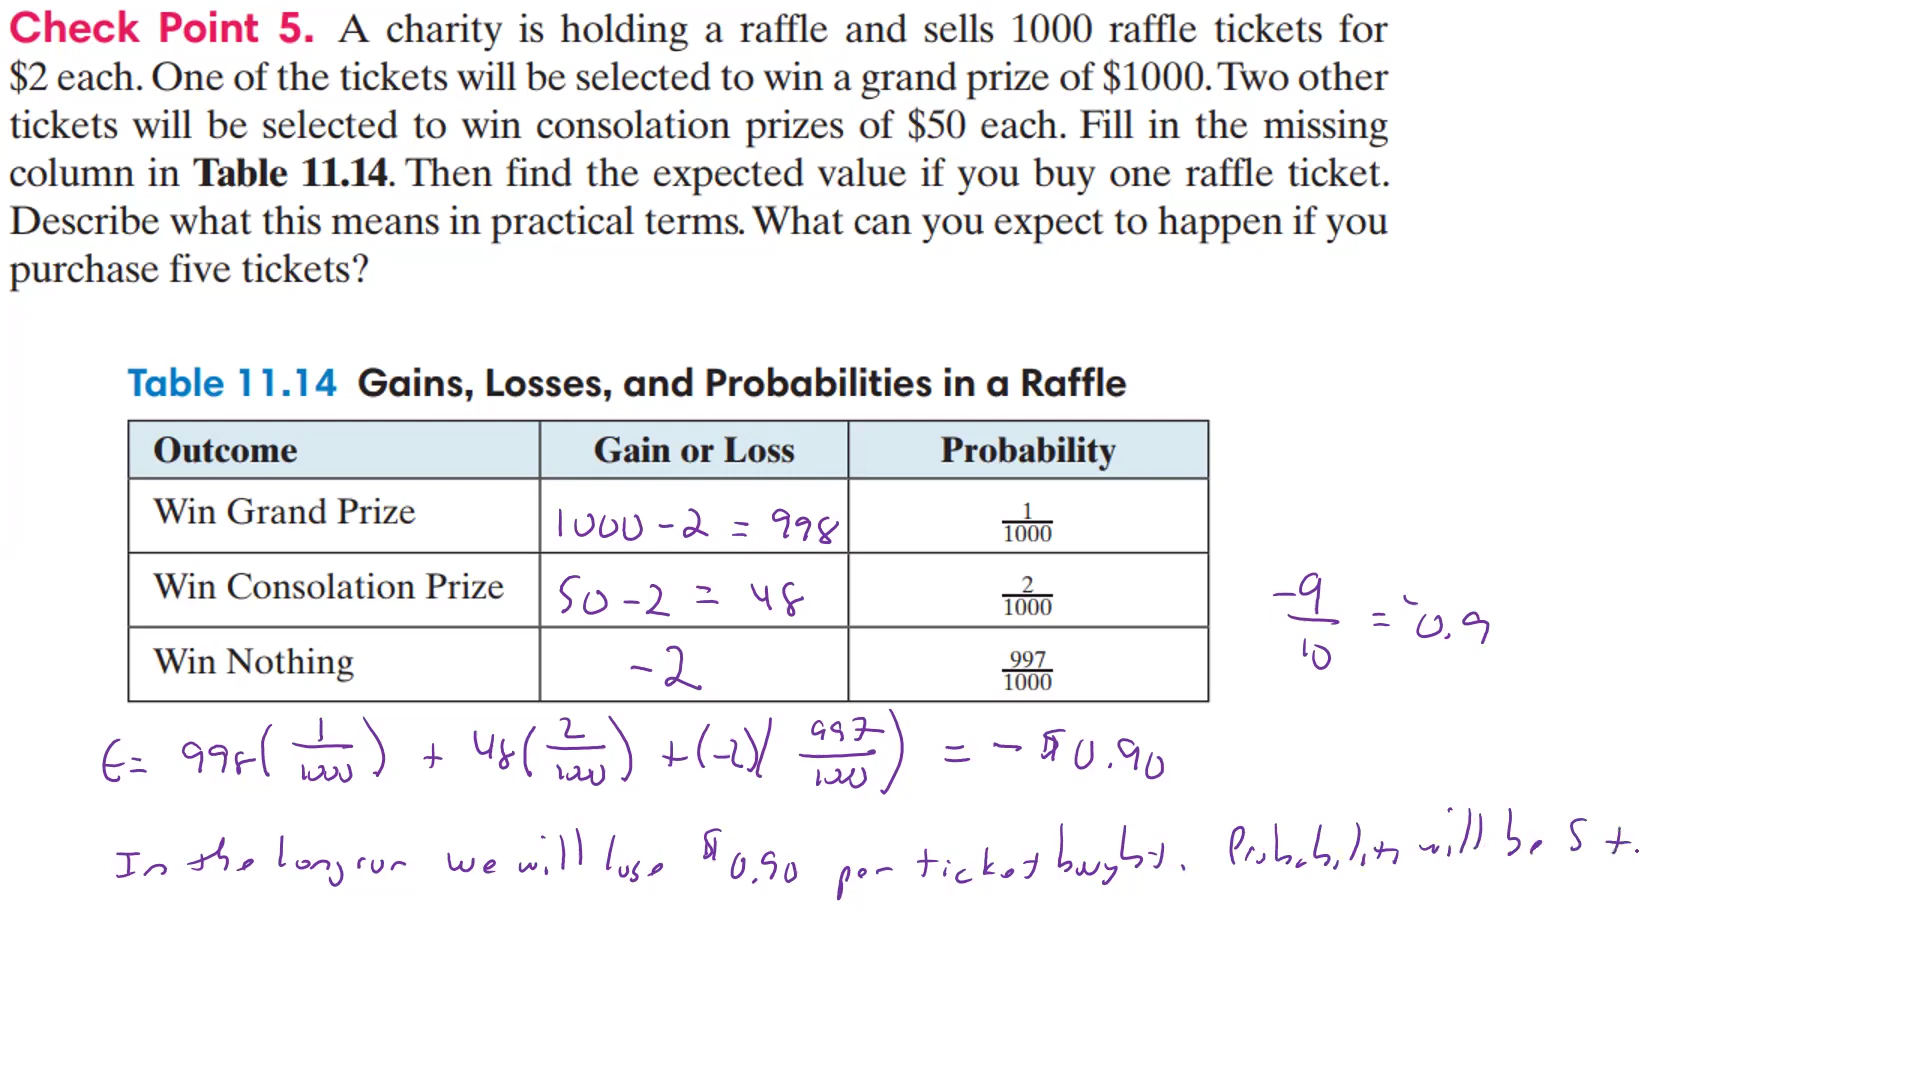 Check Point 5. A charity is holding a raffle and sells 1000 raffle tickets for
$2 each. One of the tickets will be selected to win a grand prize of $1000. Two other
tickets will be selected to win consolation prizes of $50 each. Fill in the missing
column in Table 11.14. Then find the expected value if you buy one raffle ticket.
Describe what this means in practical terms. What can you expect to happen if you
purchase five tickets?
Table 11.14 Gains, Losses, and Probabilities in a Raffle
Outcome Gain or Loss Probability
Win Grand Prize 1000 - 2 = 998 1/1000
Win Consolation Prize 50 - 2 = 48 2/1000
Win Nothing -2 997/1000
-9/10 = -0.9
E = 998(1/1000) + 48(2/1000) + (-2)(997/1000) = - $0.90
In the long run we will lose $0.90 per ticket . Probability will be 5 t.